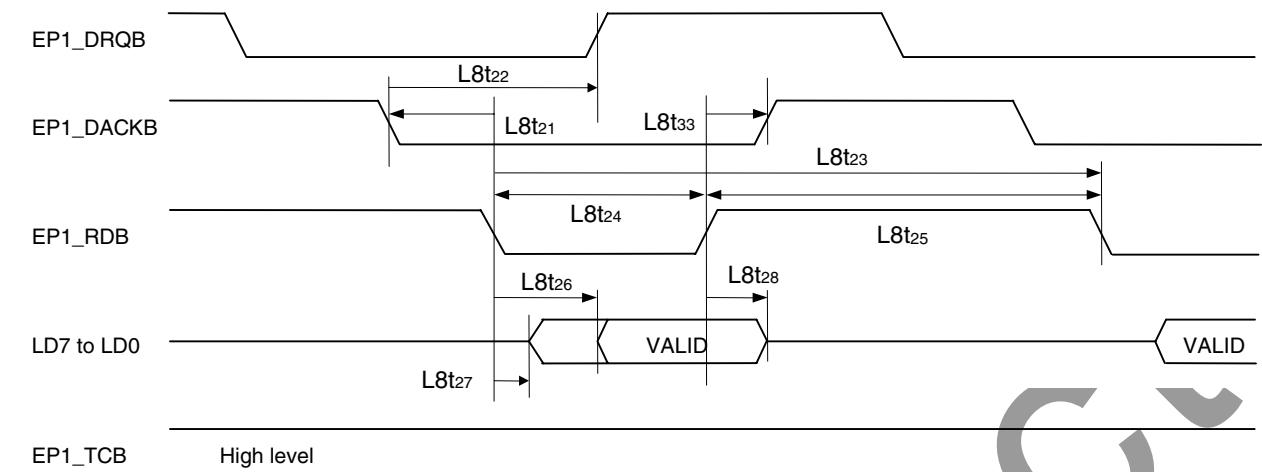 EP1_DRQB
L8t22
EP1_DACKB
L8t21
L8t33
L8t23
L8t24
EP1_RDB
L8t25
L8t26
L8t28
LD7 to LD0
VALID
VALID
L8t27
EP1_TCB
High level